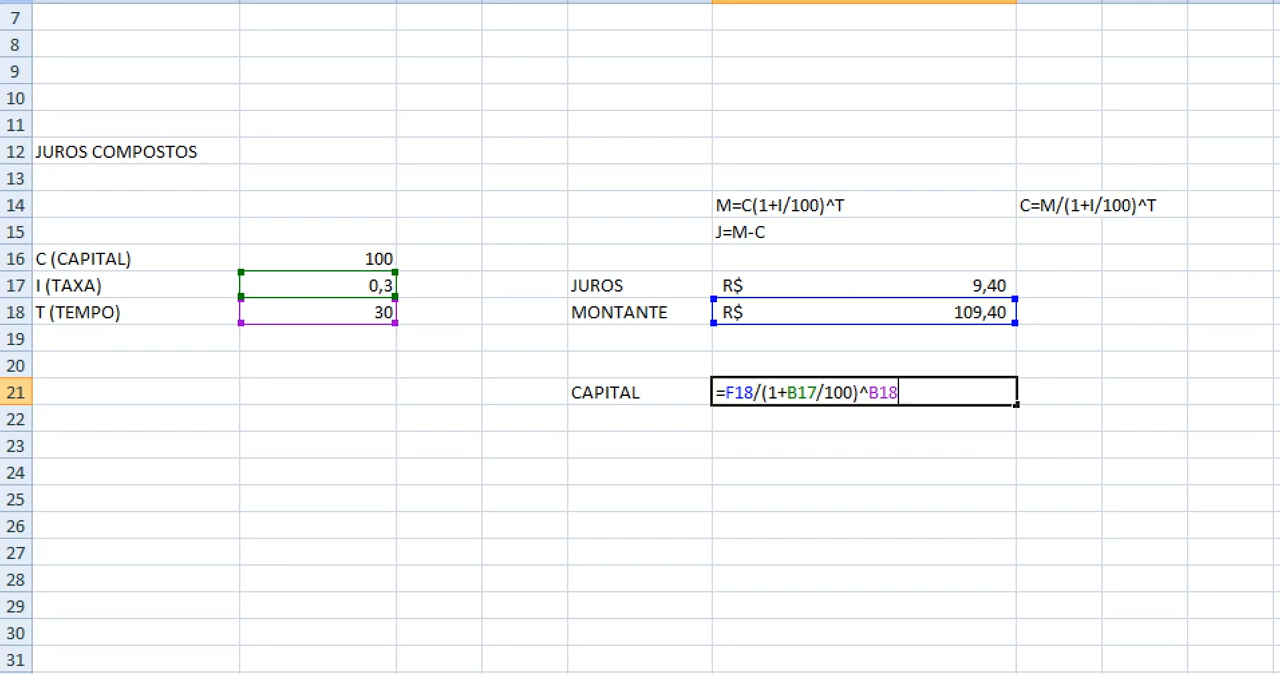 7
8
9
10
11
12 JUROS COMPOSTOS
13
14 M=C(1+I/100)^T C=M/(1+I/100)^T
15 J=M-C
16 C (CAPITAL) 100
17 I (TAXA) 0,3 JUROS R$ 9,40
18 T (TEMPO) 30 MONTANTE R$ 109,40
19
20
21 CAPITAL =F18/(1+B17/100)^B18
22
23
24
25
26
27
28
29
30
31